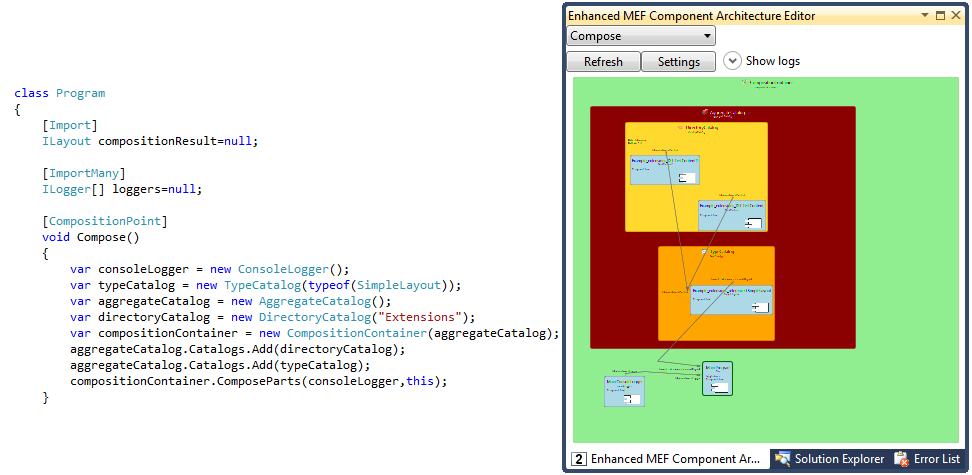 class Program
{
[Import]
ILayout compositionResult=null;
[ImportMany]
ILogger[] loggers=null;
[CompositionPoint]
void Compose()
{
var consoleLogger = new ConsoleLogger();
var typeCatalog = new TypeCatalog(typeof(SimpleLayout));
var aggregateCatalog = new AggregateCatalog();
var directoryCatalog = new DirectoryCatalog("Extensions");
var compositionContainer = new CompositionContainer(aggregateCatalog);
aggregateCatalog.Catalogs.Add(directoryCatalog);
aggregateCatalog.Catalogs.Add(typeCatalog);
compositionContainer.ComposeParts(consoleLogger,this);
}
Enhanced MEF Component Architecture Editor
Compose
Refresh
Settings
Show logs
AggregateCatalog
DirectoryCatalog
TypeCatalog
2 Enhanced MEF Component Ar...
Solution Explorer
Error List